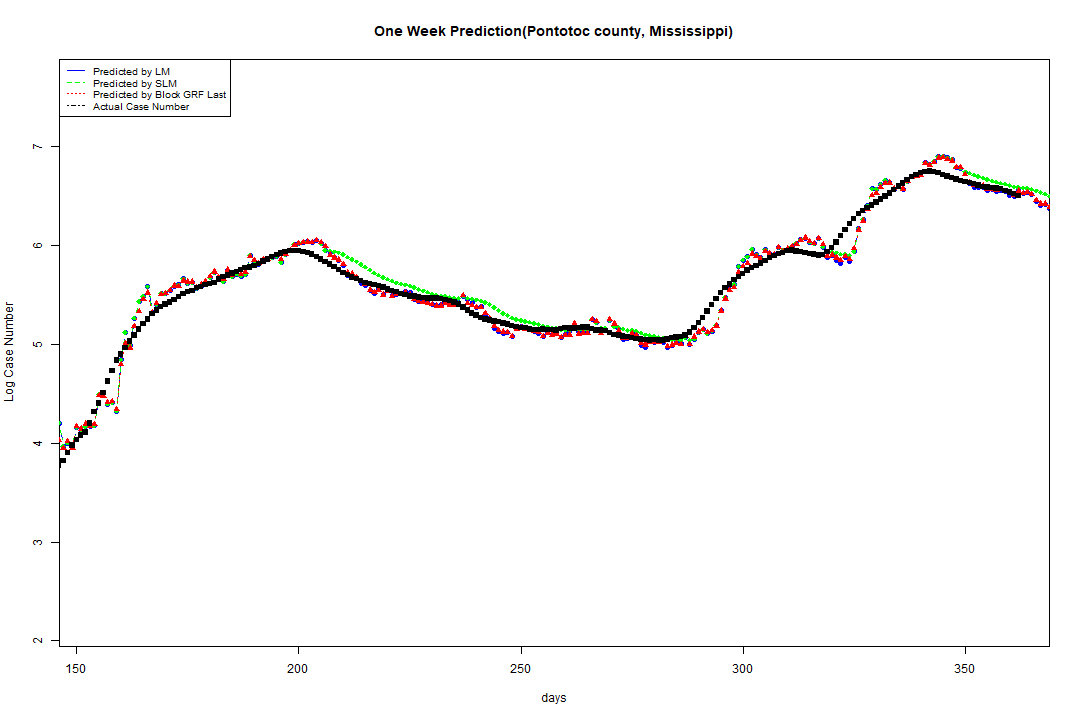 One Week Prediction(Pontotoc county, Mississippi)
Predicted by LM
Predicted by SLM
Predicted by Block GRF Last
Actual Case Number
7
6
5
4
3
2
Log Case Number
150 200 250 300 350
days